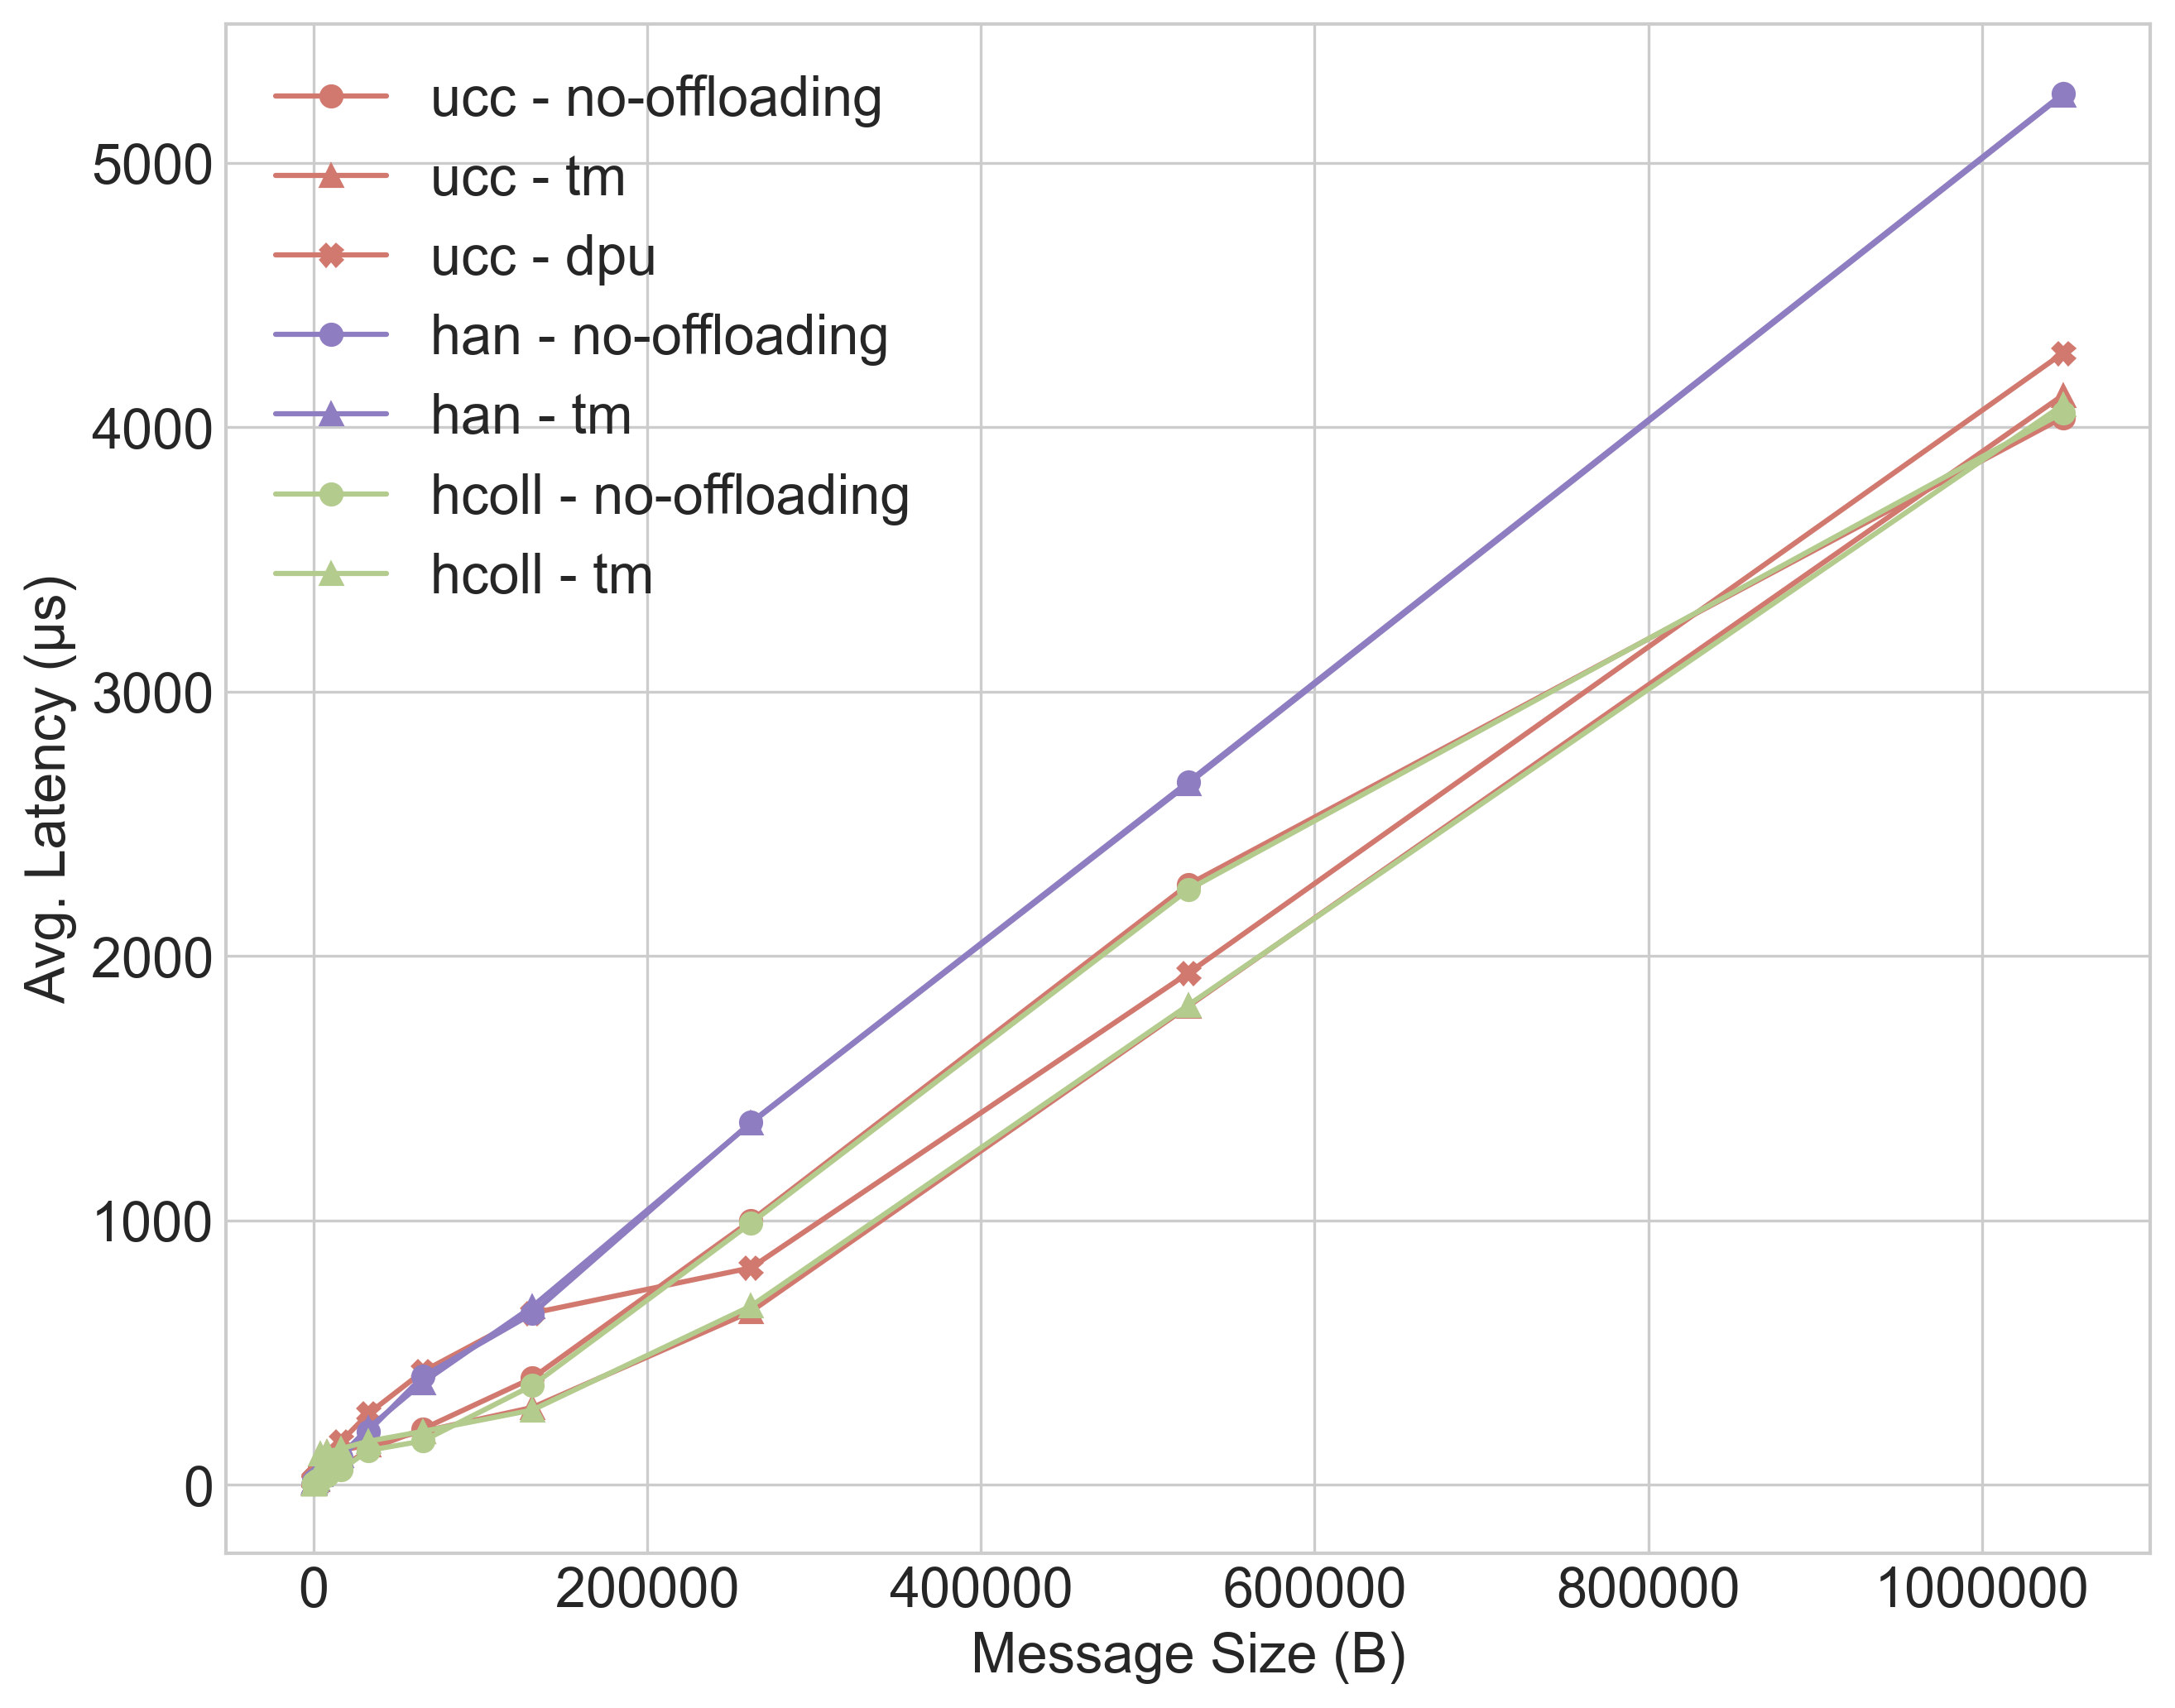 ucc - no-offloading
ucc - tm
ucc - dpu
han - no-offloading
han - tm
hcoll - no-offloading
hcoll - tm
Avg. Latency (µs)
5000
4000
3000
2000
1000
0
0 200000 400000 600000 800000 1000000
Message Size (B)